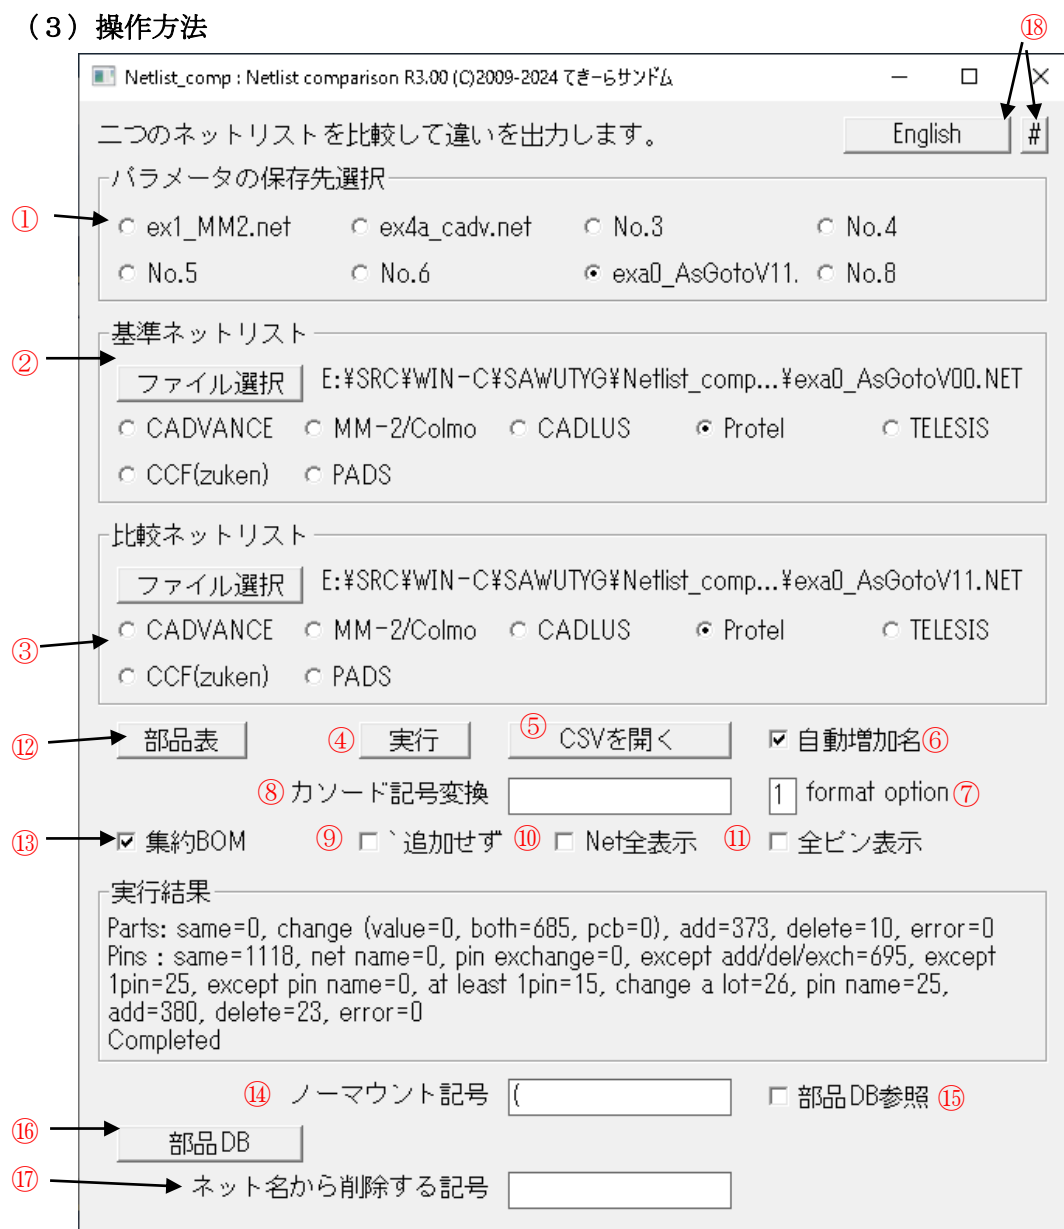 （３）操作方法
⑱
Netlist_comp : Netlist comparison R3.00 (C)2009-2024 てきーらサンドム
二つのネットリストを比較して違いを出力します。 English #
パラメータの保存先選択
① ex1_MM2.net ex4a_cadv.net No.3 No.4
No.5 No.6 exa0_AsGotoV11. No.8
基準ネットリスト
② ファイル選択 E:¥SRC¥WIN-C¥SAWUTYG¥Netlist_comp...¥exa0_AsGotoV00.NET
CADVANCE MM-2/Colmo CADLUS Protel TELESIS
CCF(zuken) PADS
比較ネットリスト
ファイル選択 E:¥SRC¥WIN-C¥SAWUTYG¥Netlist_comp...¥exa0_AsGotoV11.NET
③ CADVANCE MM-2/Colmo CADLUS Protel TELESIS
CCF(zuken) PADS
⑫ 部品表 ④ 実行 ⑤ CSVを開く 自動増加名⑥
⑧カソード記号変換 1 format option⑦
⑬ 集約BOM ⑨ `追加せず ⑩ Net全表示 ⑪ 全ピン表示
実行結果
Parts: same=0, change (value=0, both=685, pcb=0), add=373, delete=10, error=0
Pins : same=1118, net name=0, pin exchange=0, except add/del/exch=695, except
1pin=25, except pin name=0, at least 1pin=15, change a lot=26, pin name=25,
add=380, delete=23, error=0
Completed
⑭ ノーマウント記号 ( 部品DB参照⑮
⑯ 部品DB
⑰ ネット名から削除する記号